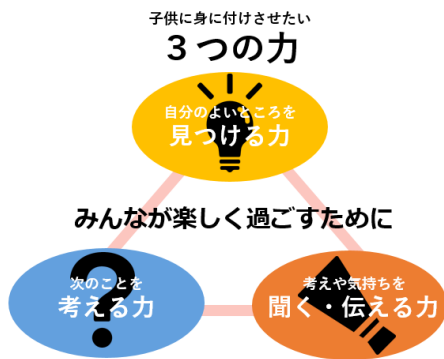 子供に身に付けさせたい
３つの力
自分のよいところを
見つける力
みんなが楽しく過ごすために
次のことを
考える力
考えや気持ちを
聞く・伝える力